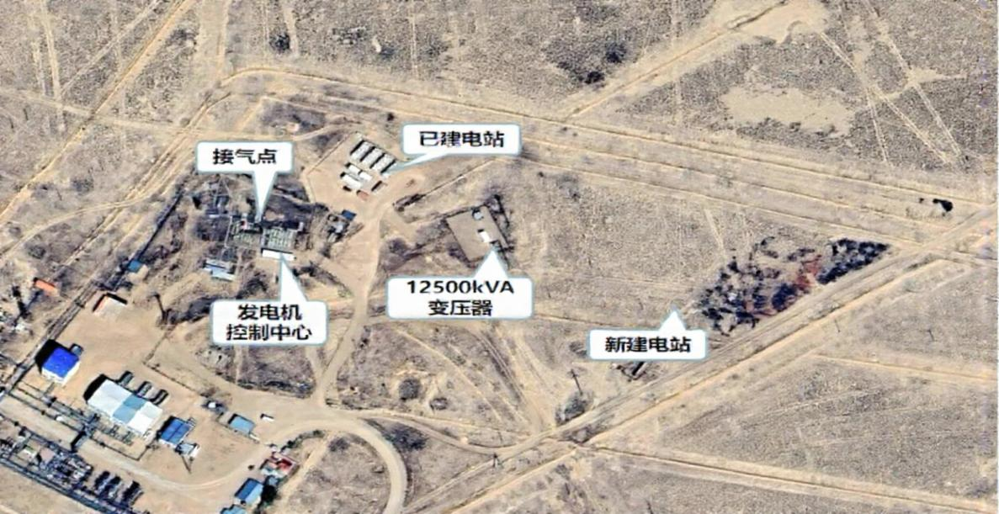 已建电站
接气点
12500kVA
变压器
发电机
控制中心
新建电站